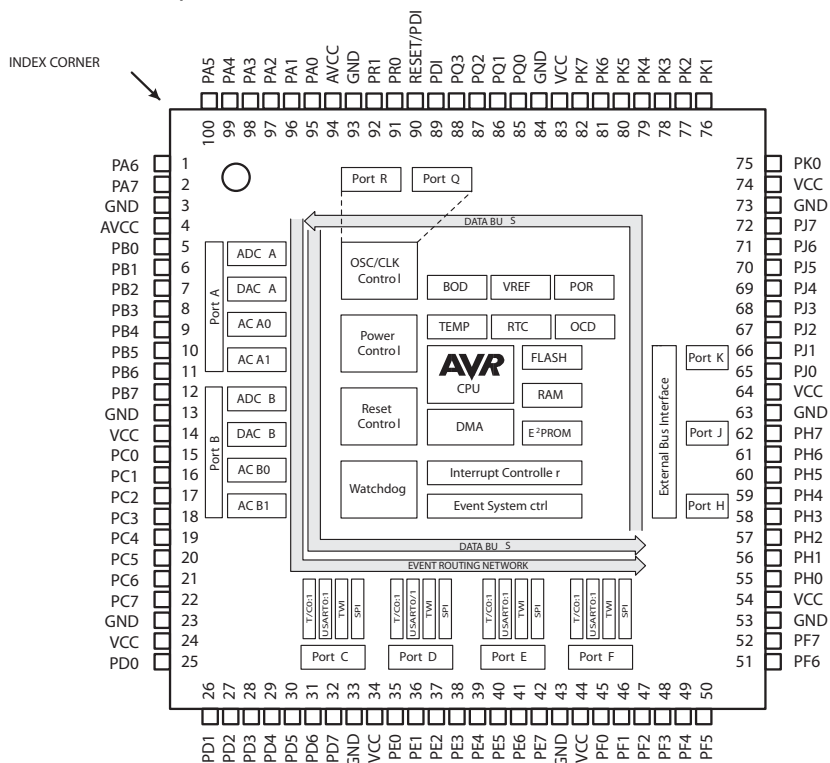 INDEX CORNER
PA5
PA4
PA3
PA2
PA1
PA0
AVCC
GND
PR1
PR0
RESET/PDI
PDI
PQ3
PQ2
PQ1
PQ0
GND
VCC
PK7
PK6
PK5
PK4
PK3
PK2
PK1
100
99
98
97
96
95
94
93
92
91
90
89
88
87
86
85
84
83
82
81
80
79
78
77
76
PA6 1
PA7 2
GND 3
AVCC 4
PB0 5
PB1 6
PB2 7
PB3 8
PB4 9
PB5 10
PB6 11
PB7 12
GND 13
VCC 14
PC0 15
PC1 16
PC2 17
PC3 18
PC4 19
PC5 20
PC6 21
PC7 22
GND 23
VCC 24
PD0 25
Port R
Port Q
DATA BU S
Port A
ADC A
DAC A
AC A0
AC A1
Port B
ADC B
DAC B
AC B0
AC B1
OSC/CLK
Control
Power
Control
Reset
Control
Watchdog
BOD
VREF
POR
TEMP
RTC
OCD
AVR
CPU
FLASH
RAM
DMA
E²PROM
Interrupt Controlle r
Event System ctrl
External Bus Interface
Port K
Port J
Port H
DATA BU S
EVENT ROUTING NETWORK
T/C0:1
USART0:1
TWI
SPI
Port C
T/C0:1
USART0/1
TWI
SPI
Port D
T/C0:1
USART0:1
TWI
SPI
Port E
T/C0:1
USART0:1
TWI
SPI
Port F
75 PK0
74 VCC
73 GND
72 PJ7
71 PJ6
70 PJ5
69 PJ4
68 PJ3
67 PJ2
66 PJ1
65 PJ0
64 VCC
63 GND
62 PH7
61 PH6
60 PH5
59 PH4
58 PH3
57 PH2
56 PH1
55 PH0
54 VCC
53 GND
52 PF7
51 PF6
26
27
28
29
30
31
32
33
34
35
36
37
38
39
40
41
42
43
44
45
46
47
48
49
50
PD1
PD2
PD3
PD4
PD5
PD6
PD7
GND
VCC
PE0
PE1
PE2
PE3
PE4
PE5
PE6
PE7
GND
VCC
PF0
PF1
PF2
PF3
PF4
PF5